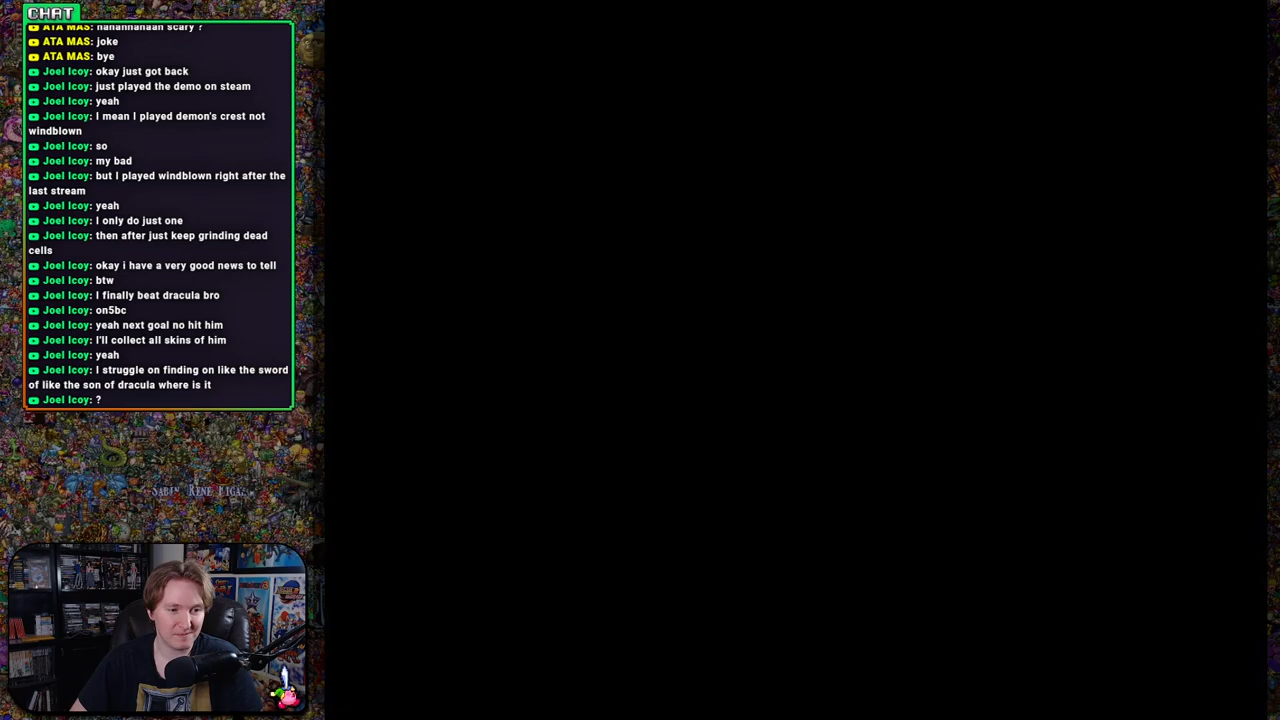 CHAT
ATA MAS: hahahhahaah scary ?
ATA MAS: joke
ATA MAS: bye
Joel Icoy: okay just got back
Joel Icoy: just played the demo on steam
Joel Icoy: yeah
Joel Icoy: I mean I played demon's crest not
windblown
Joel Icoy: so
Joel Icoy: my bad
Joel Icoy: but I played windblown right after the
last stream
Joel Icoy: yeah
Joel Icoy: I only do just one
Joel Icoy: then after just keep grinding dead
cells
Joel Icoy: okay i have a very good news to tell
Joel Icoy: btw
Joel Icoy: I finally beat dracula bro
Joel Icoy: on5bc
Joel Icoy: yeah next goal no hit him
Joel Icoy: I'll collect all skins of him
Joel Icoy: yeah
Joel Icoy: I struggle on finding on like the sword
of like the son of dracula where is it
Joel Icoy: ?